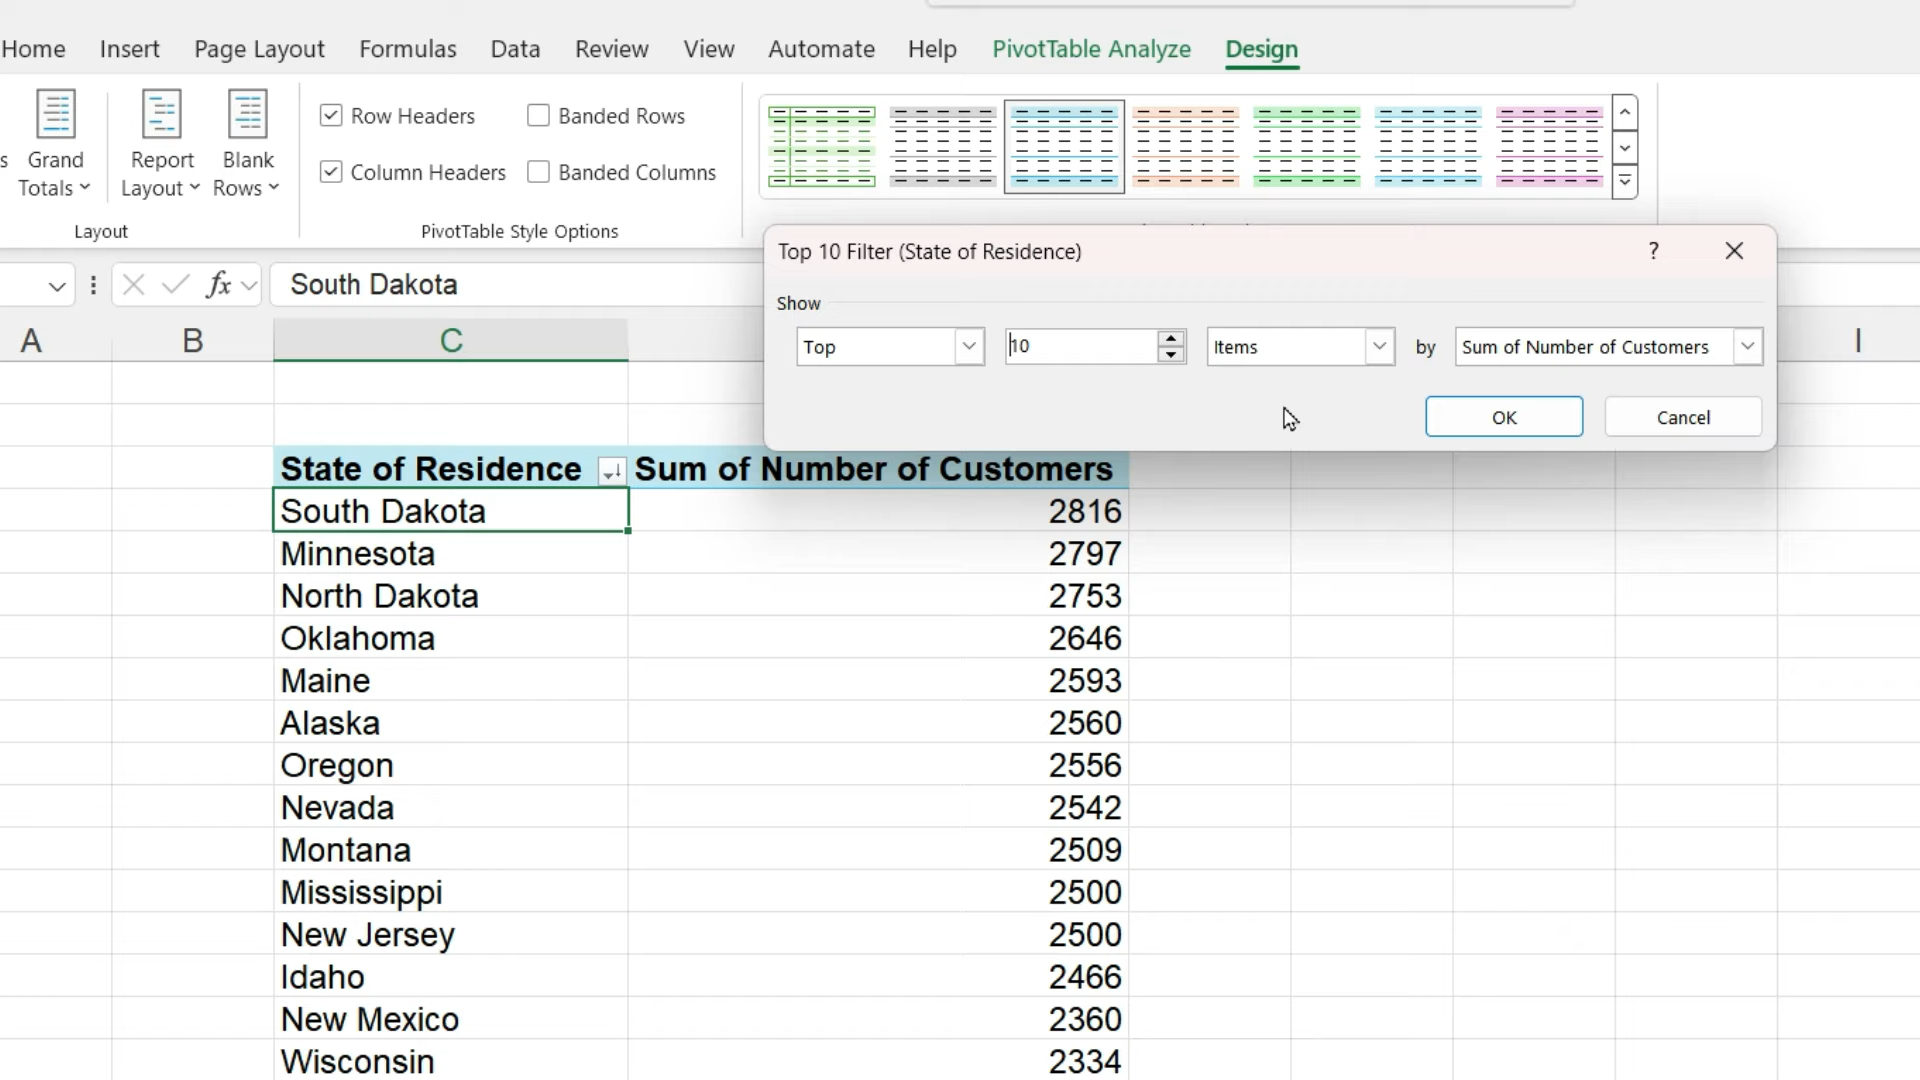 Home Insert Page Layout Formulas Data Review View Automate Help PivotTable Analyze Design
s Grand Totals
Report Layout
Blank Rows
Row Headers
Banded Rows
Column Headers
Banded Columns
Layout
PivotTable Style Options
fx South Dakota
Top 10 Filter (State of Residence) ?
Show
Top 10 Items by Sum of Number of Customers
OK Cancel
A B C I
State of Residence Sum of Number of Customers
South Dakota 2816
Minnesota 2797
North Dakota 2753
Oklahoma 2646
Maine 2593
Alaska 2560
Oregon 2556
Nevada 2542
Montana 2509
Mississippi 2500
New Jersey 2500
Idaho 2466
New Mexico 2360
Wisconsin 2334